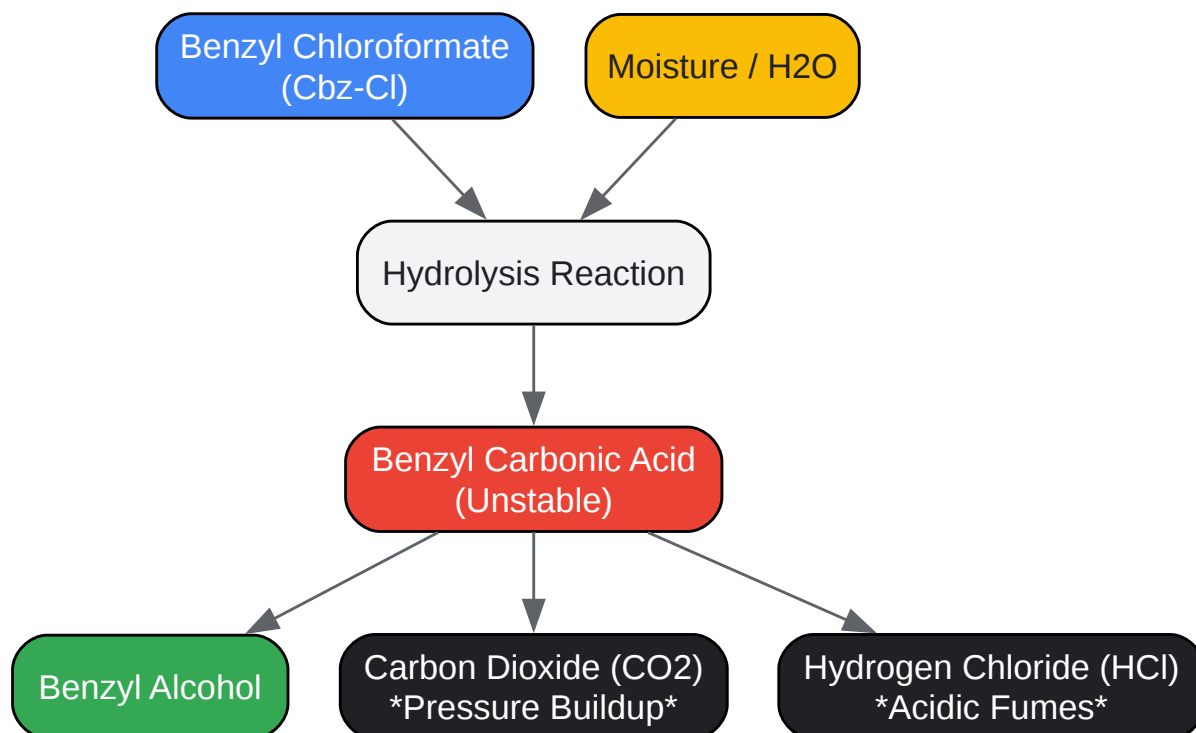 Benzyl Chloroformate
(Cbz-Cl)
Moisture / H2O
Hydrolysis Reaction
Benzyl Carbonic Acid
(Unstable)
Benzyl Alcohol
Carbon Dioxide (CO2)
*Pressure Buildup*
Hydrogen Chloride (HCl)
*Acidic Fumes*